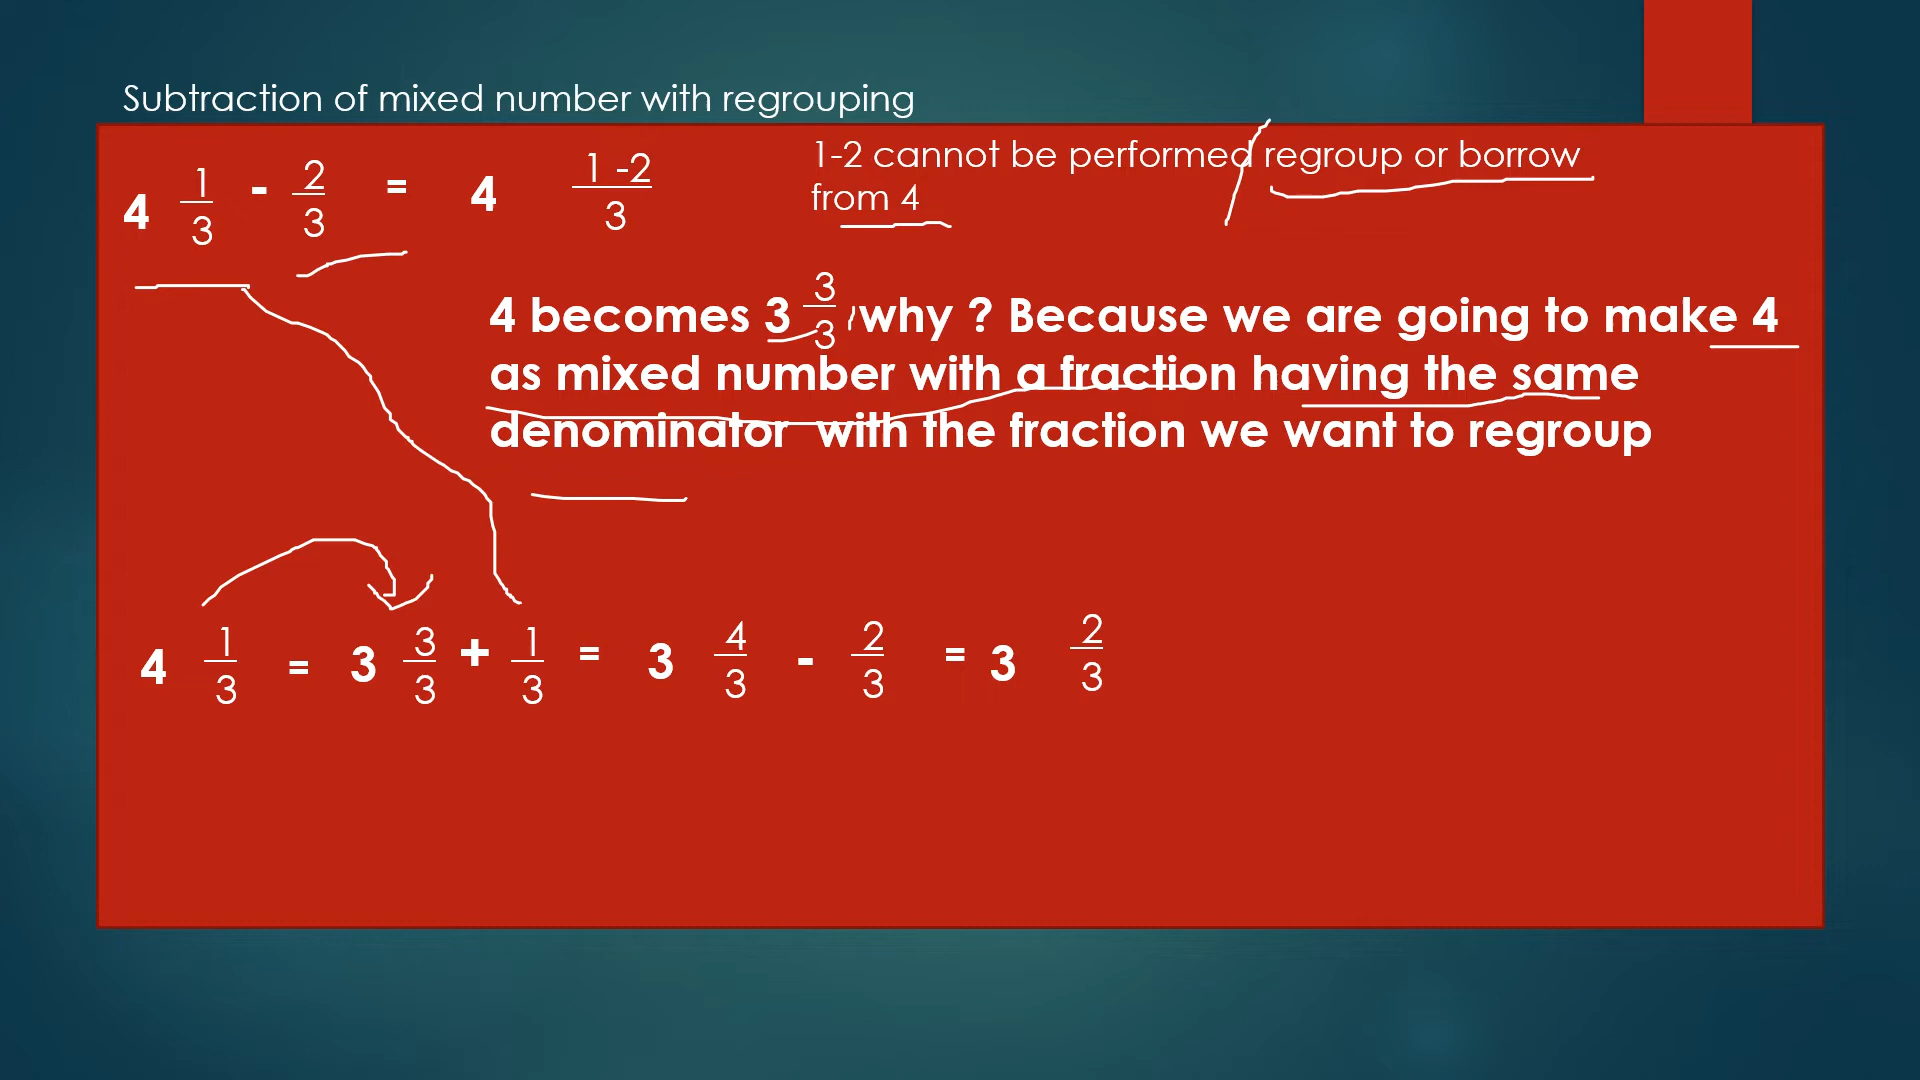 Subtraction of mixed number with regrouping
4 1/3 - 2/3 = 4 1 -2/3
1-2 cannot be performed regroup or borrow
from 4
4 becomes 3 3/3 why ? Because we are going to make 4
as mixed number with a fraction having the same
denominator with the fraction we want to regroup
4 1/3 = 3 3/3 + 1/3 = 3 4/3 - 2/3 = 3 2/3